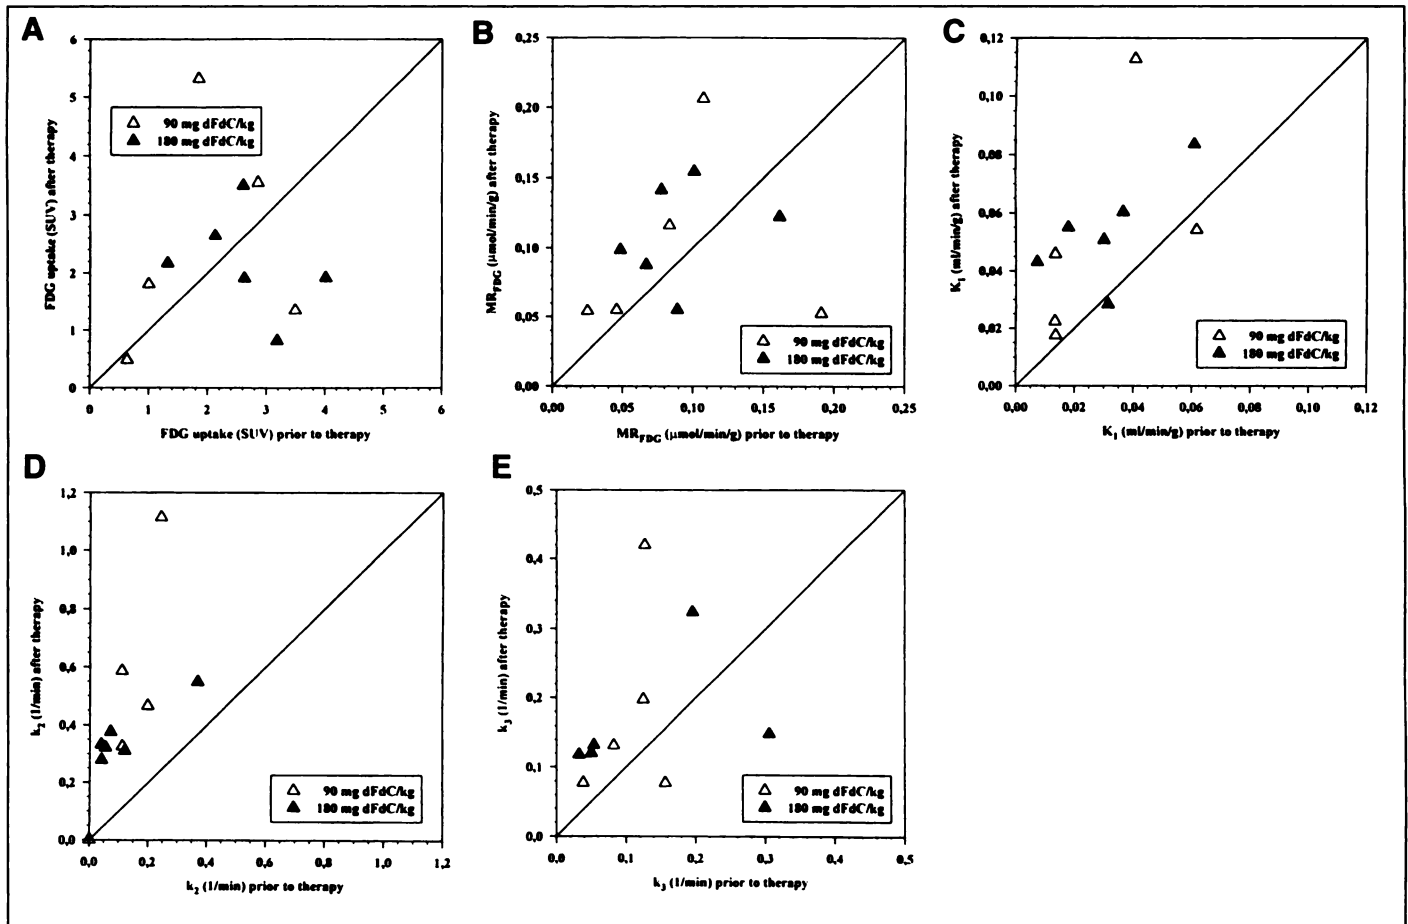 A
6
5
4
3
2
1
0
0 1 2 3 4 5 6
FDG uptake (SUV) after therapy
FDG uptake (SUV) prior to therapy
90 mg dFdC/kg
180 mg dFdC/kg
B
0,25
0,20
0,15
0,10
0,05
0,00
0,00 0,05 0,10 0,15 0,20 0,25
MR_FDG (μmol/min/g) after therapy
MR_FDG (μmol/min/g) prior to therapy
90 mg dFdC/kg
180 mg dFdC/kg
C
0,12
0,10
0,08
0,06
0,04
0,02
0,00
0,00 0,02 0,04 0,06 0,08 0,10 0,12
K₁ (ml/min/g) after therapy
K₁ (ml/min/g) prior to therapy
90 mg dFdC/kg
180 mg dFdC/kg
D
1,2
1,0
0,8
0,6
0,4
0,2
0,0
0,0 0,2 0,4 0,6 0,8 1,0 1,2
k₂ (1/min) after therapy
k₂ (1/min) prior to therapy
90 mg dFdC/kg
180 mg dFdC/kg
E
0,5
0,4
0,3
0,2
0,1
0,0
0,0 0,1 0,2 0,3 0,4 0,5
k₃ (1/min) after therapy
k₃ (1/min) prior to therapy
90 mg dFdC/kg
180 mg dFdC/kg